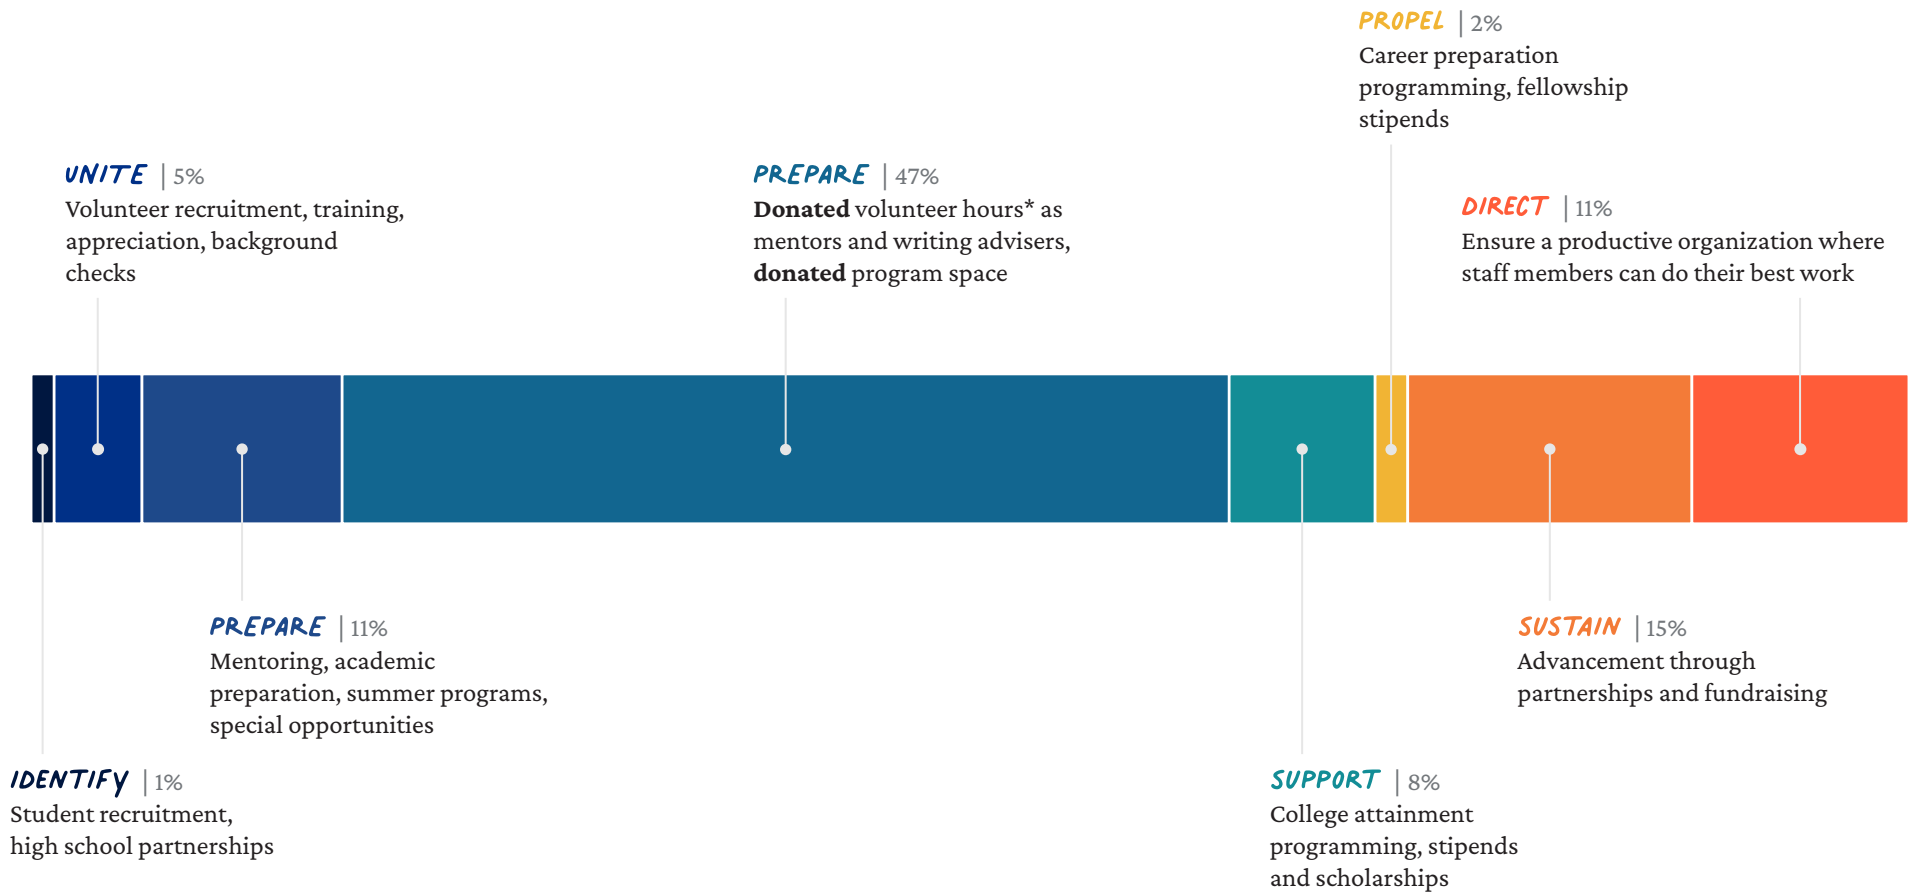 PROPEL | 2%
Career preparation
programming, fellowship
stipends
UNITE | 5%
Volunteer recruitment, training,
appreciation, background
checks
PREPARE | 47%
Donated volunteer hours* as
mentors and writing advisers,
donated program space
DIRECT | 11%
Ensure a productive organization where
staff members can do their best work
PREPARE | 11%
Mentoring, academic
preparation, summer programs,
special opportunities
SUSTAIN | 15%
Advancement through
partnerships and fundraising
IDENTIFY | 1%
Student recruitment,
high school partnerships
SUPPORT | 8%
College attainment
programming, stipends
and scholarships